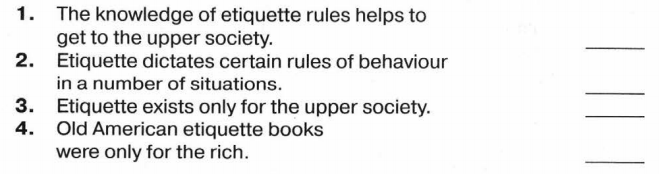 1. The knowledge of etiquette rules helps to
get to the upper society.
2. Etiquette dictates certain rules of behaviour
in a number of situations.
3. Etiquette exists only for the upper society.
4. Old American etiquette books
were only for the rich.